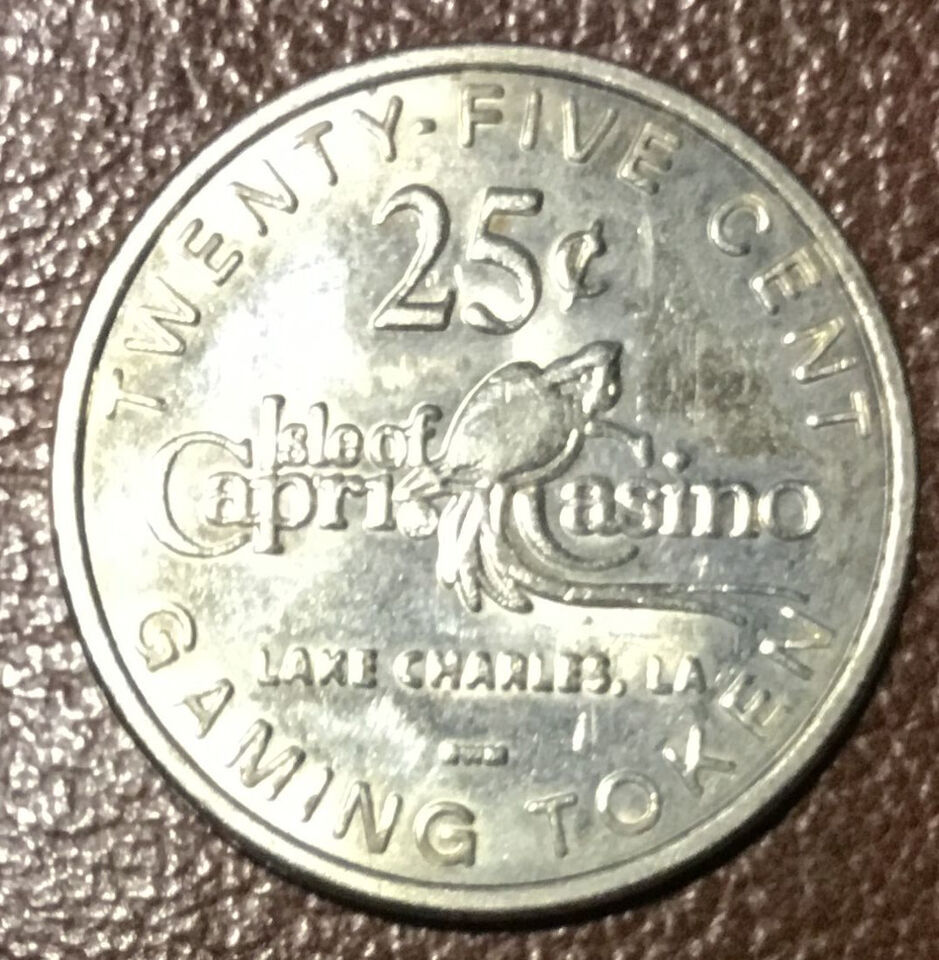 TWENTY-FIVE CENT
25¢
Isle of
Capri Casino
LAKE CHARLES, LA
GAMING TOKEN